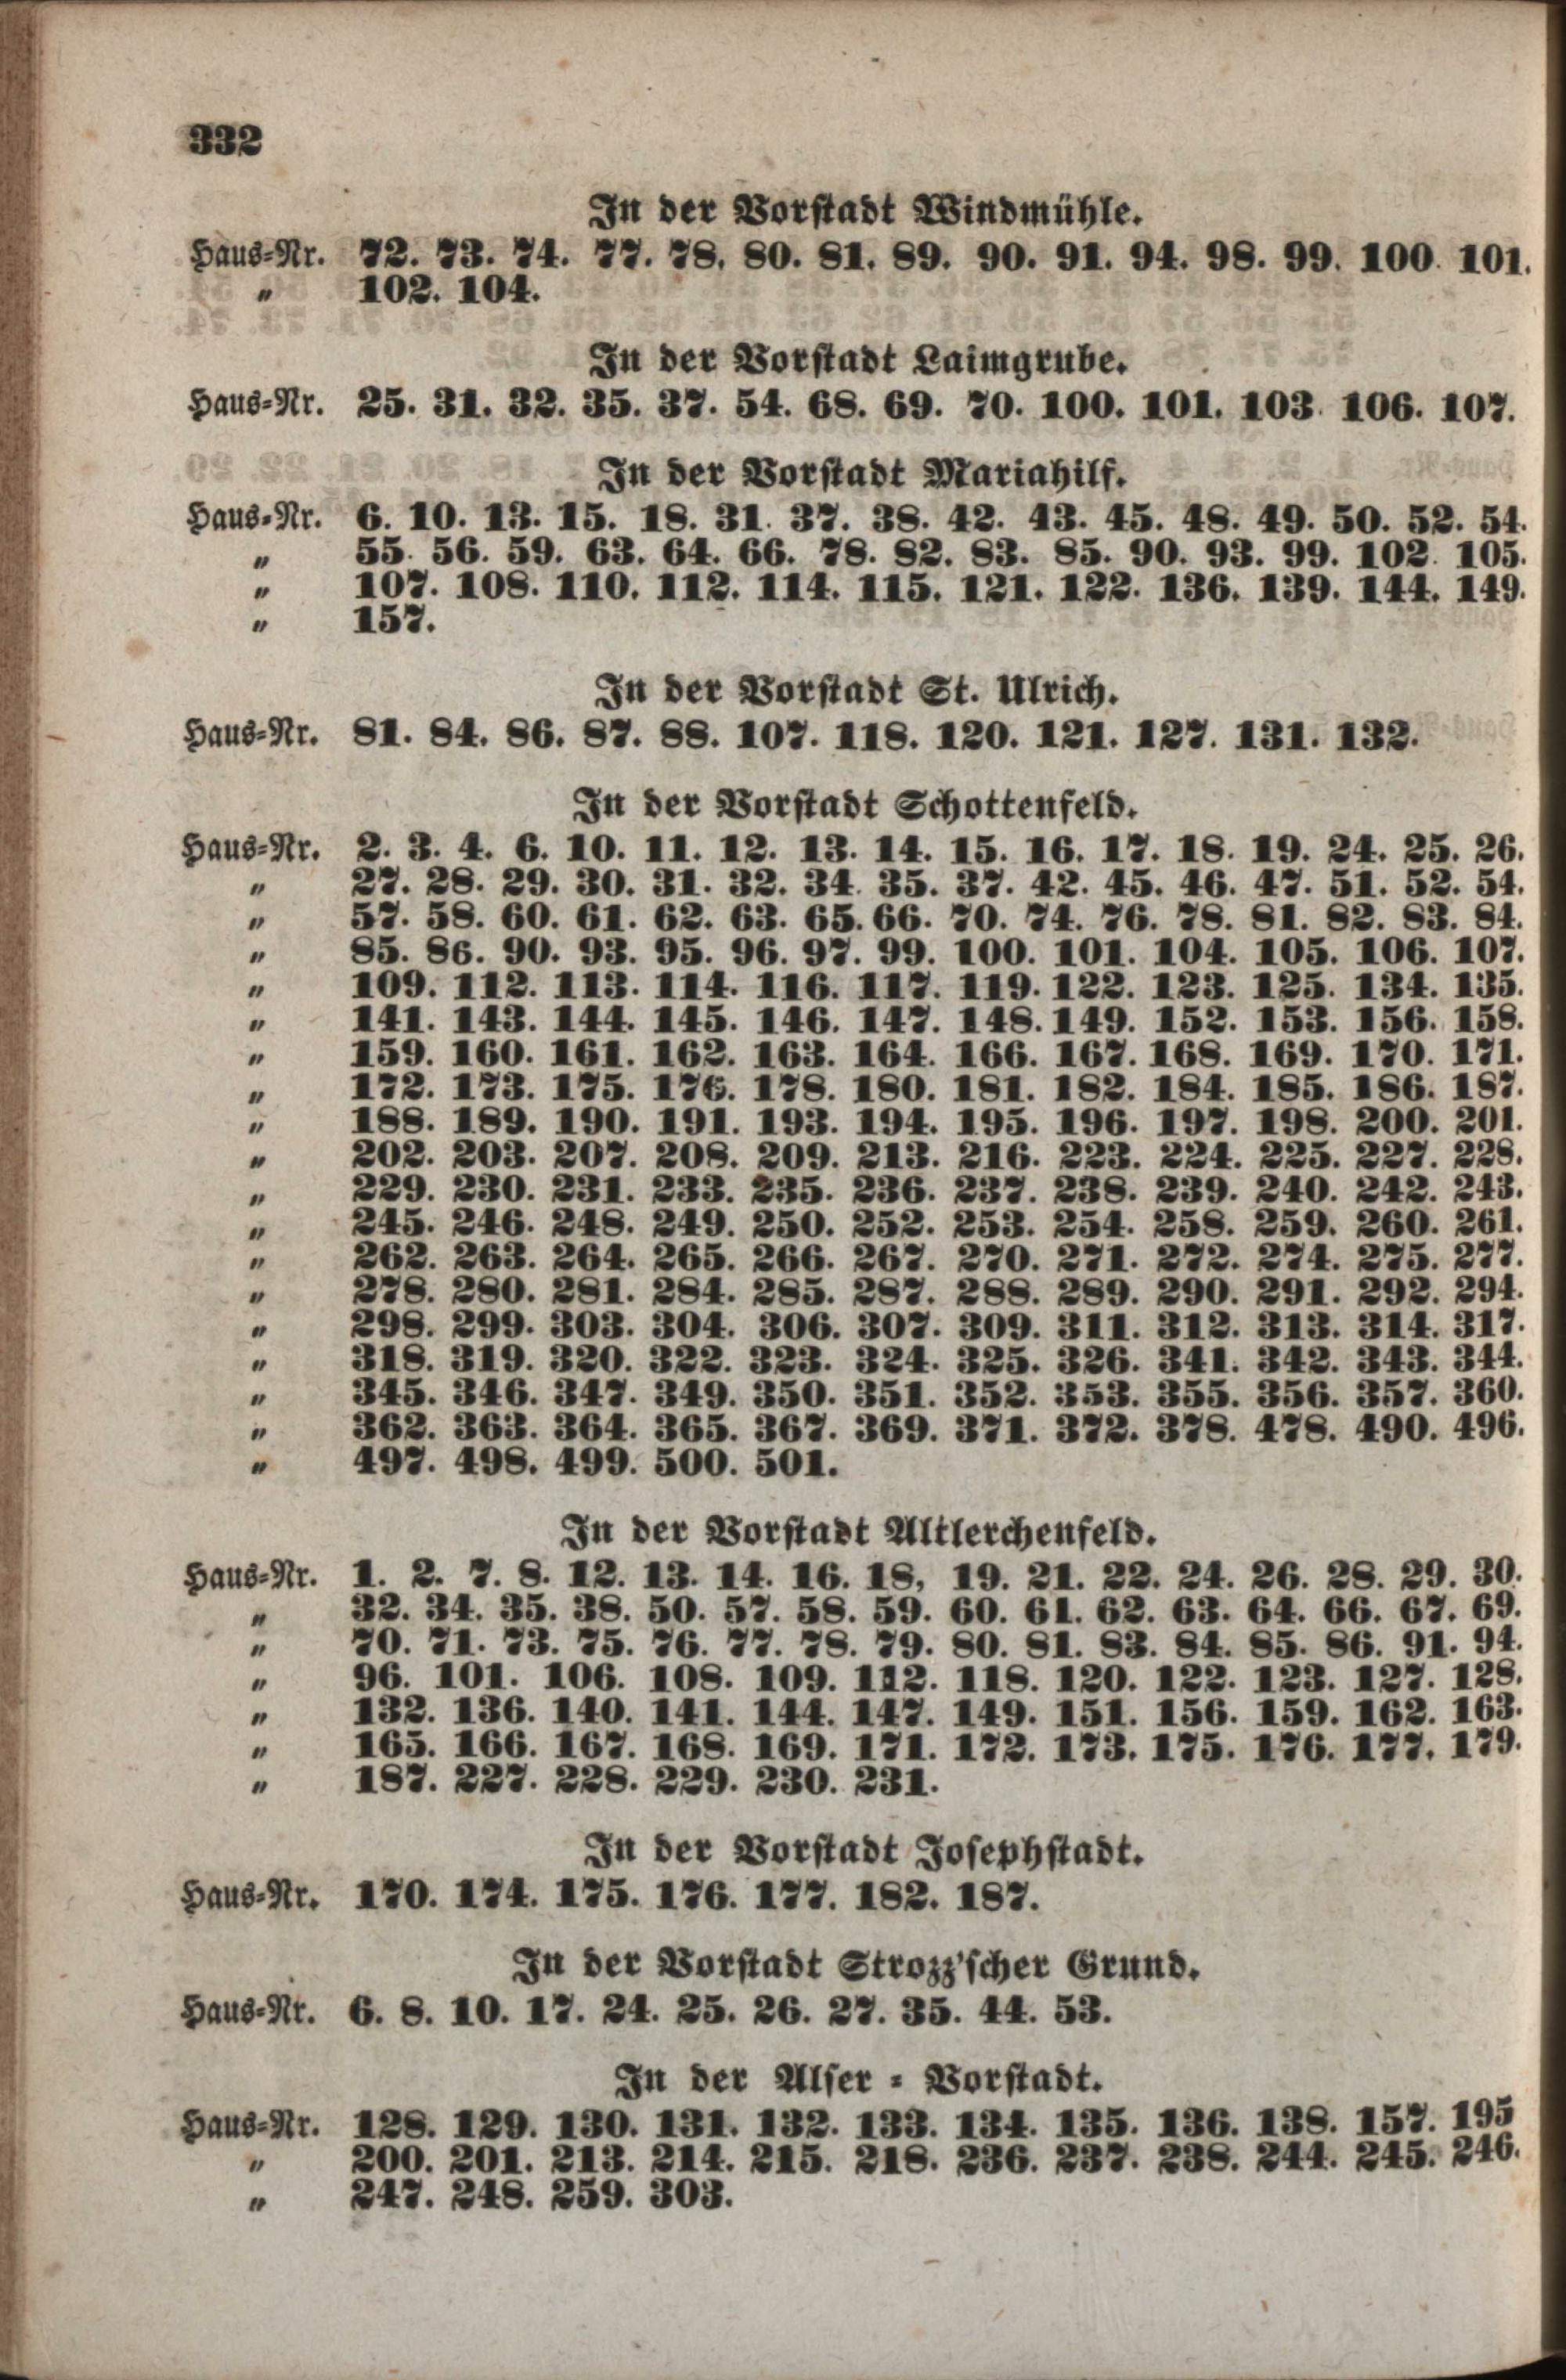 332
In der Vorstadt Windmühle.
Haus-Nr. 72. 73. 74. 77. 78. 80. 81. 89. 90. 91. 94. 98. 99. 100. 101.
„ 102. 104.
In der Vorstadt Laimgrube.
Haus-Nr. 25. 31. 32. 35. 37. 54. 68. 69. 70. 100. 101. 103. 106. 107.
In der Vorstadt Mariahilf.
Haus-Nr. 6. 10. 13. 15. 18. 31. 37. 38. 42. 43. 45. 48. 49. 50. 52. 54.
„ 55. 56. 59. 63. 64. 66. 78. 82. 83. 85. 90. 93. 99. 102. 105.
„ 107. 108. 110. 112. 114. 115. 121. 122. 136. 139. 144. 149.
„ 157.
In der Vorstadt St. Ulrich.
Haus-Nr. 81. 84. 86. 87. 88. 107. 118. 120. 121. 127. 131. 132.
In der Vorstadt Schottenfeld.
Haus-Nr. 2. 3. 4. 6. 10. 11. 12. 13. 14. 15. 16. 17. 18. 19. 24. 25. 26.
„ 27. 28. 29. 30. 31. 32. 34. 35. 37. 42. 45. 46. 47. 51. 52. 54.
„ 57. 58. 60. 61. 62. 63. 65. 66. 70. 74. 76. 78. 81. 82. 83. 84.
„ 85. 86. 90. 93. 95. 96. 97. 99. 100. 101. 104. 105. 106. 107.
„ 109. 112. 113. 114. 116. 117. 119. 122. 123. 125. 134. 135.
„ 141. 143. 144. 145. 146. 147. 148. 149. 152. 153. 156. 158.
„ 159. 160. 161. 162. 163. 164. 166. 167. 168. 169. 170. 171.
„ 172. 173. 175. 176. 178. 180. 181. 182. 184. 185. 186. 187.
„ 188. 189. 190. 191. 193. 194. 195. 196. 197. 198. 200. 201.
„ 202. 203. 207. 208. 209. 213. 216. 223. 224. 225. 227. 228.
„ 229. 230. 231. 233. 235. 236. 237. 238. 239. 240. 242. 243.
„ 245. 246. 248. 249. 250. 252. 253. 254. 258. 259. 260. 261.
„ 262. 263. 264. 265. 266. 267. 270. 271. 272. 274. 275. 277.
„ 278. 280. 281. 284. 285. 287. 288. 289. 290. 291. 292. 294.
„ 298. 299. 303. 304. 306. 307. 309. 311. 312. 313. 314. 317.
„ 318. 319. 320. 322. 323. 324. 325. 326. 341. 342. 343. 344.
„ 345. 346. 347. 349. 350. 351. 352. 353. 355. 356. 357. 360.
„ 362. 363. 364. 365. 367. 369. 371. 372. 378. 478. 490. 496.
„ 497. 498. 499. 500. 501.
In der Vorstadt Altlerchenfeld.
Haus-Nr. 1. 2. 7. 8. 12. 13. 14. 16. 18, 19. 21. 22. 24. 26. 28. 29. 30.
„ 32. 34. 35. 38. 50. 57. 58. 59. 60. 61. 62. 63. 64. 66. 67. 69.
„ 70. 71. 73. 75. 76. 77. 78. 79. 80. 81. 83. 84. 85. 86. 91. 94.
„ 96. 101. 106. 108. 109. 112. 118. 120. 122. 123. 127. 128.
„ 132. 136. 140. 141. 144. 147. 149. 151. 156. 159. 162. 163.
„ 165. 166. 167. 168. 169. 171. 172. 173. 175. 176. 177. 179.
„ 187. 227. 228. 229. 230. 231.
In der Vorstadt Josephstadt.
Haus-Nr. 170. 174. 175. 176. 177. 182. 187.
In der Vorstadt Strozz'scher Grund.
Haus-Nr. 6. 8. 10. 17. 24. 25. 26. 27. 35. 44. 53.
In der Alser-Vorstadt.
Haus-Nr. 128. 129. 130. 131. 132. 133. 134. 135. 136. 138. 157. 195
„ 200. 201. 213. 214. 215. 218. 236. 237. 238. 244. 245. 246.
„ 247. 248. 259. 303.